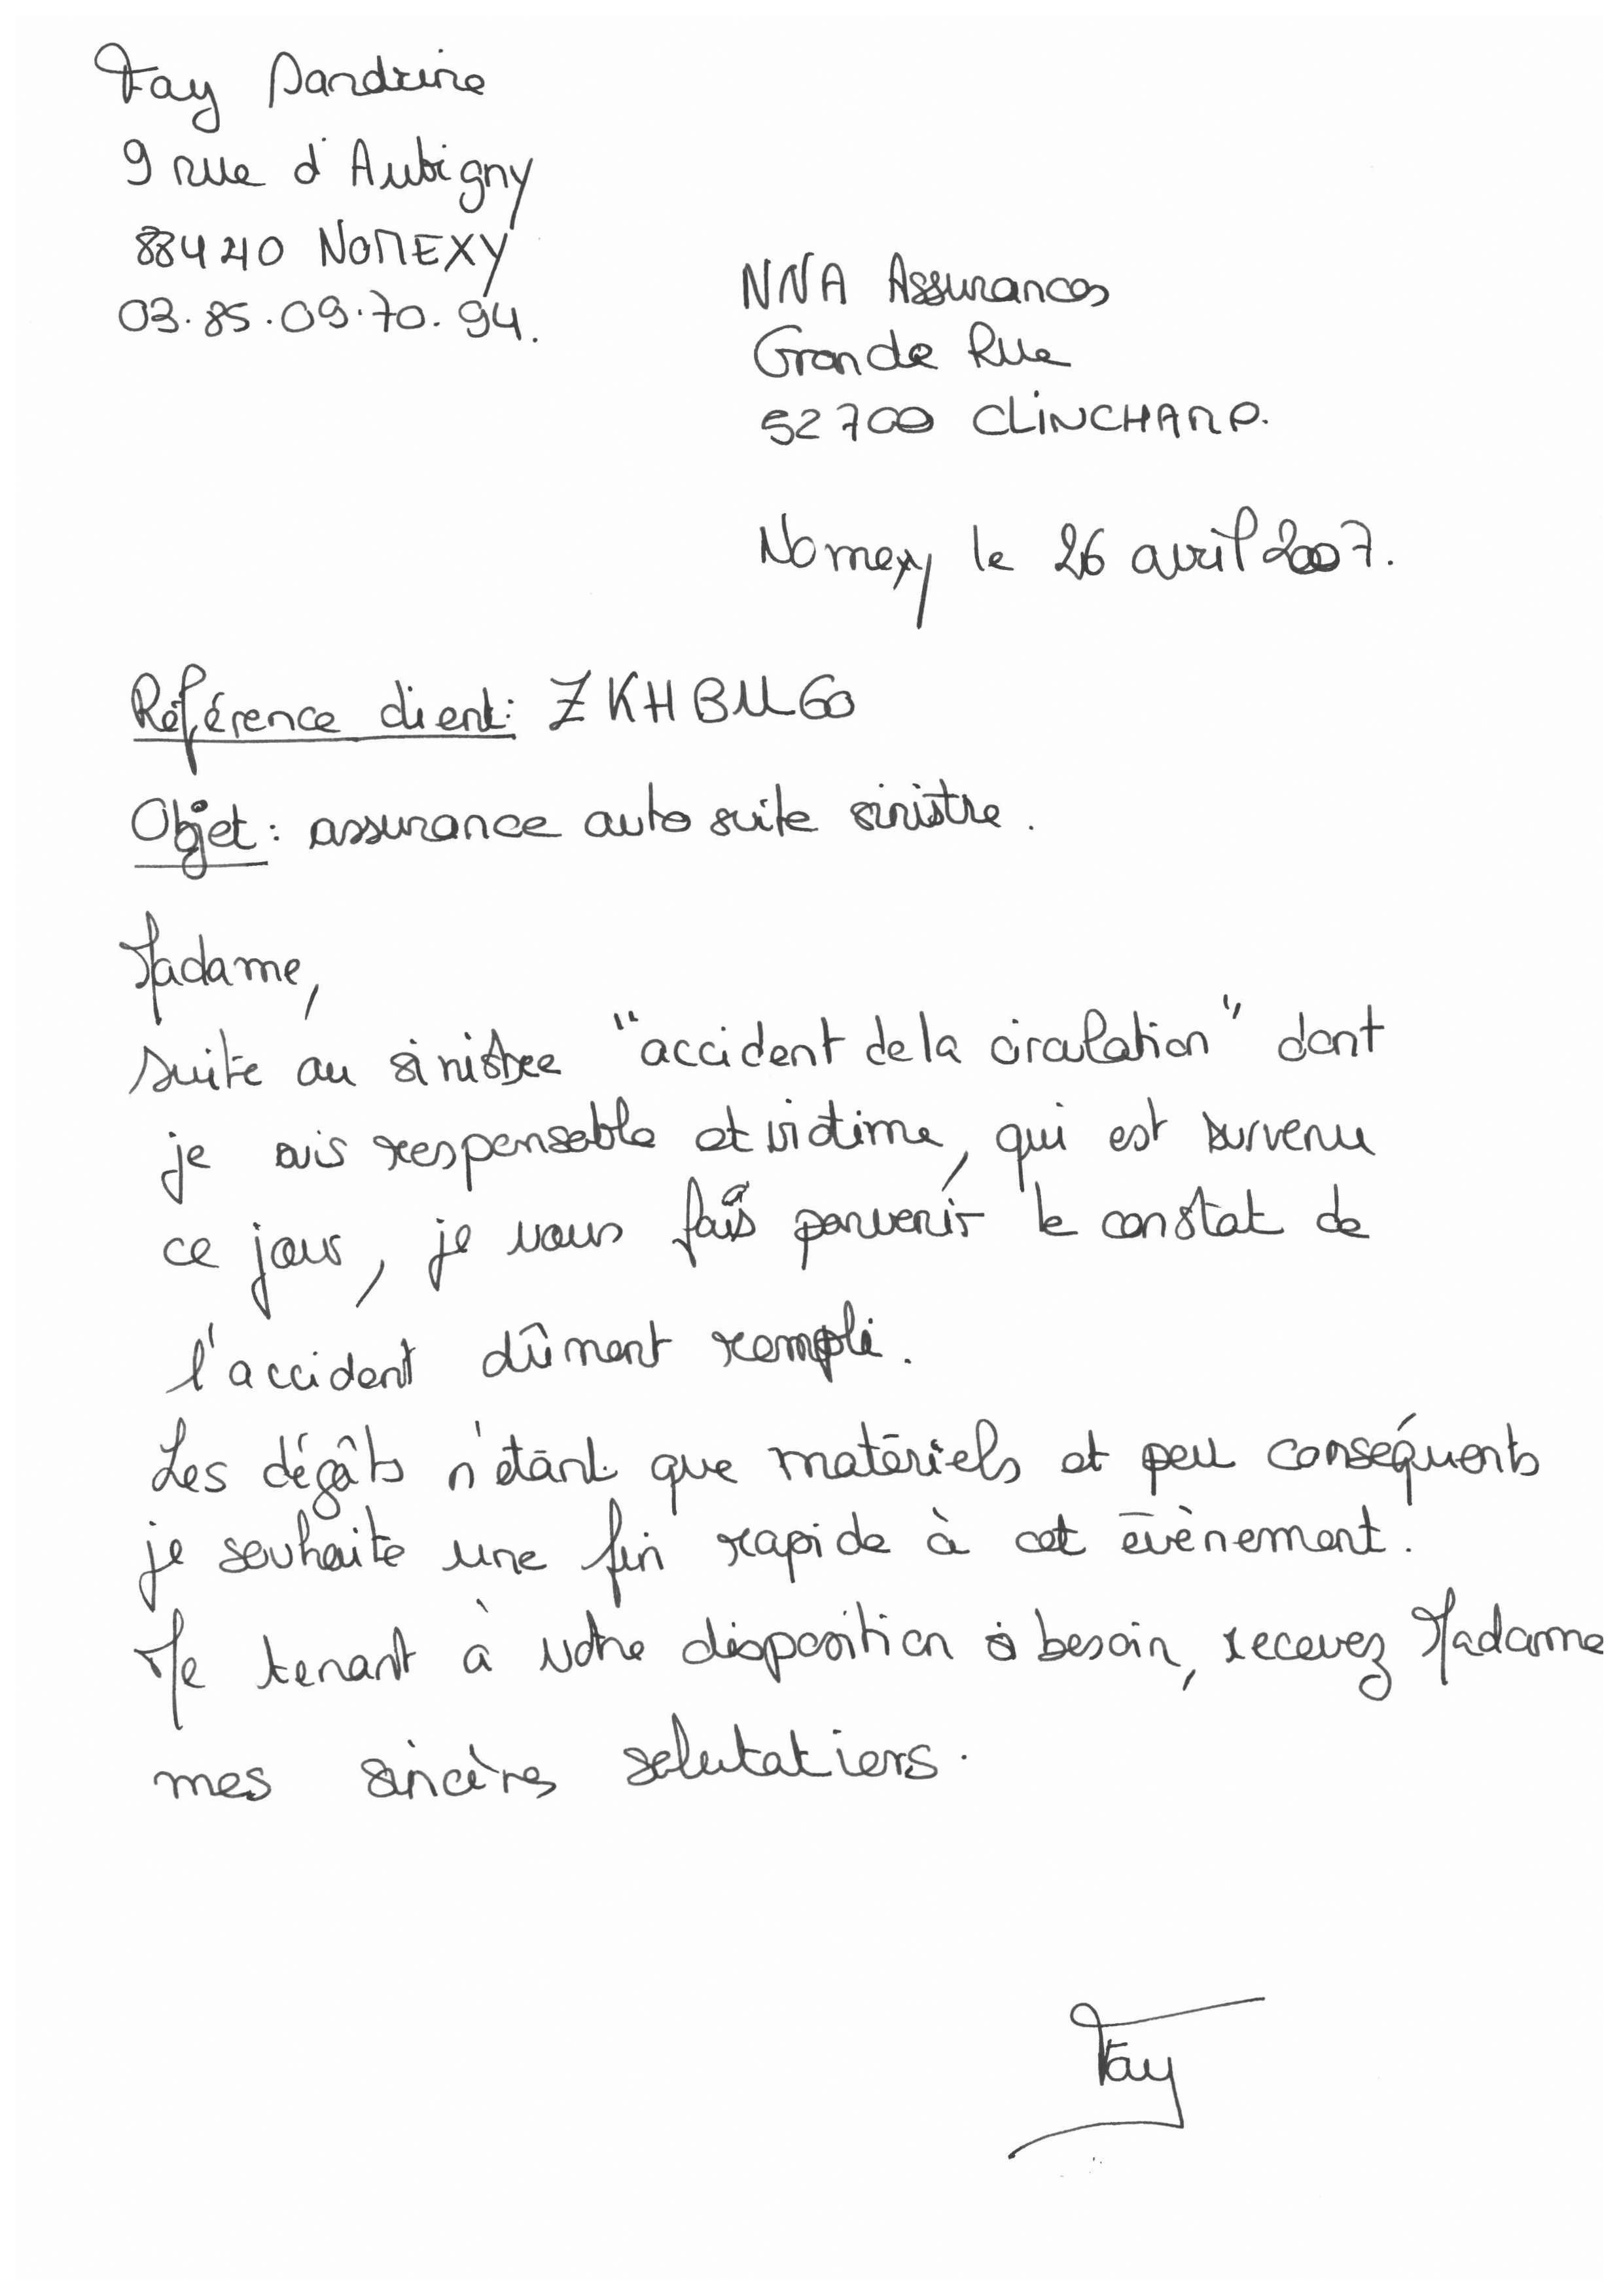 Fay Sandrine
9 rue d'Aubigny
88440 NOMEXY
03.85.09.70.94.
NNA Assurances
Grande Rue
52700 CLINCHAMP.
Nomexy le 26 avril 2007.
Référence client: ZKHBU60
Objet: assurance auto suite sinistre.
Madame,
suite au sinistre "accident de la circulation" dont
je suis responsable et victime, qui est survenu
ce jour, je vous fais parvenir le constat de
l'accident dûment rempli.
Les dégâts n'étant que matériels et peu conséquents
je souhaite une fin rapide à cet évènement.
Me tenant à votre disposition si besoin, recevez Madame
mes sincères salutations.
Fay